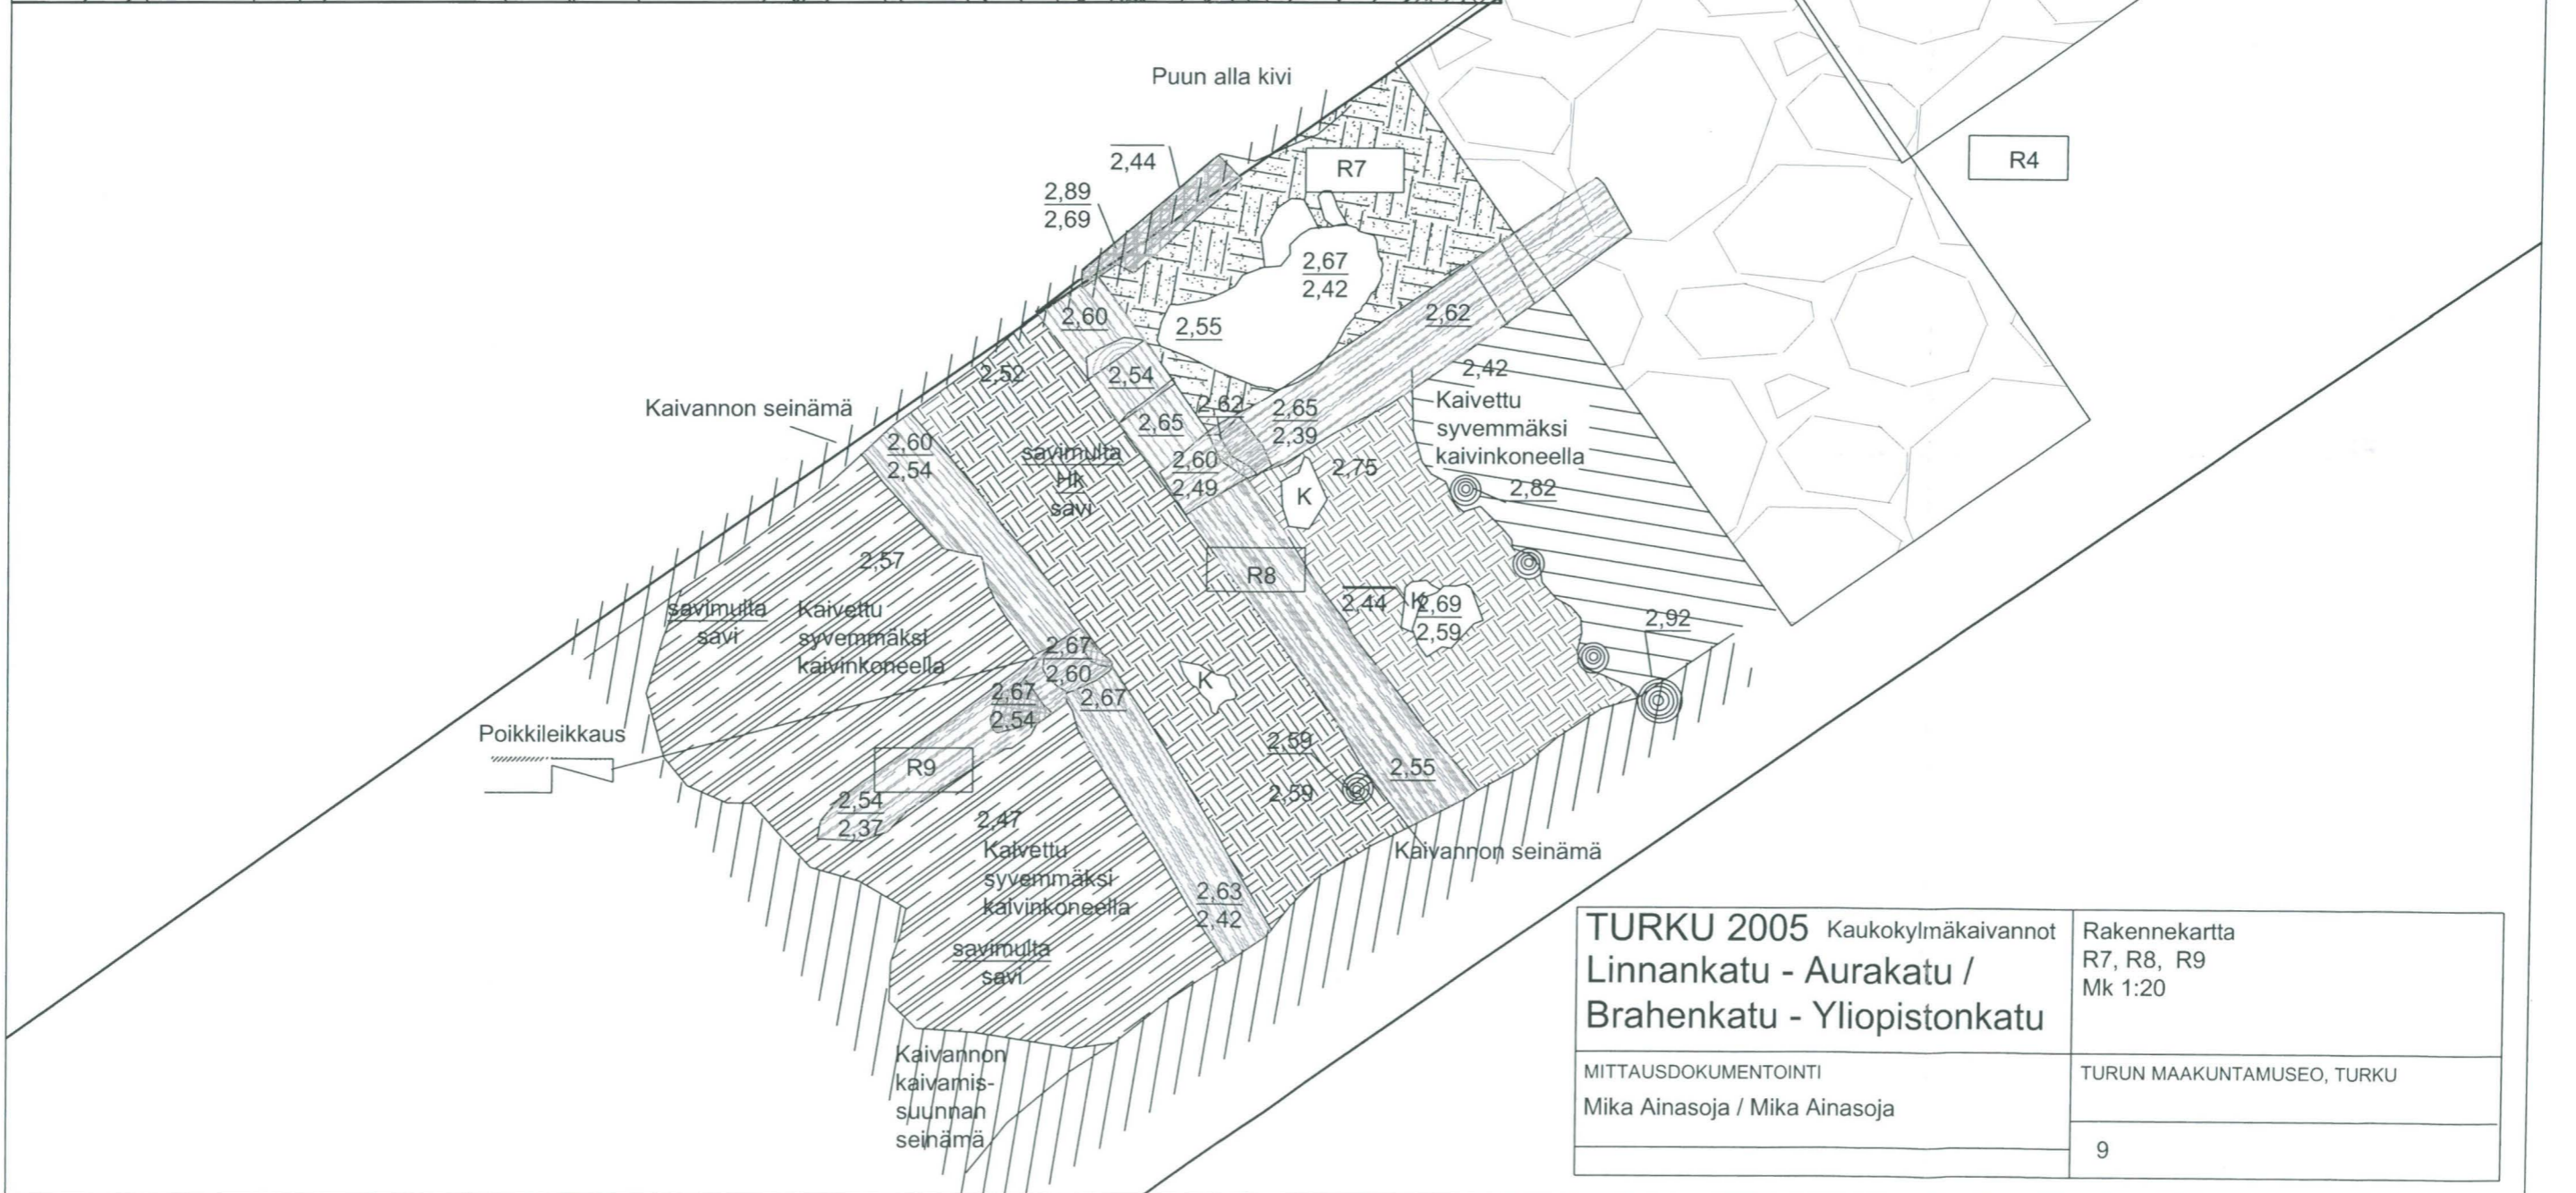 Puun alla kivi
2,44
R7
R4
2,89
2,69
2,67
2,42
2,60
2,55
2,62
2,52
2,54
2,42
Kaivannon seinämä
2,62
2,65
2,39
Kaivettu
syvemmäksi
kaivinkoneella
2,65
2,60
2,54
savimulta
Hk
savi
2,60
2,49
2,75
K
2,82
2,57
R8
savimulta
savi
Kaivettu
syvemmäksi
kaivinkoneella
2,44
K
2,69
2,59
2,92
2,67
2,60
2,67
2,54
2,67
K
Poikkileikkaus
R9
2,59
2,55
2,59
2,54
2,37
2,47
Kaivettu
syvemmäksi
kaivinkoneella
Kaivannon seinämä
2,63
2,42
savimulta
savi
Kaivannon
kaivamis-
suunnan
seinämä
TURKU 2005 Kaukokylmäkaivannot
Linnankatu - Aurakatu /
Brahenkatu - Yliopistonkatu
Rakennekartta
R7, R8, R9
Mk 1:20
MITTAUSDOKUMENTOINTI
Mika Ainasoja / Mika Ainasoja
TURUN MAAKUNTAMUSEO, TURKU
9